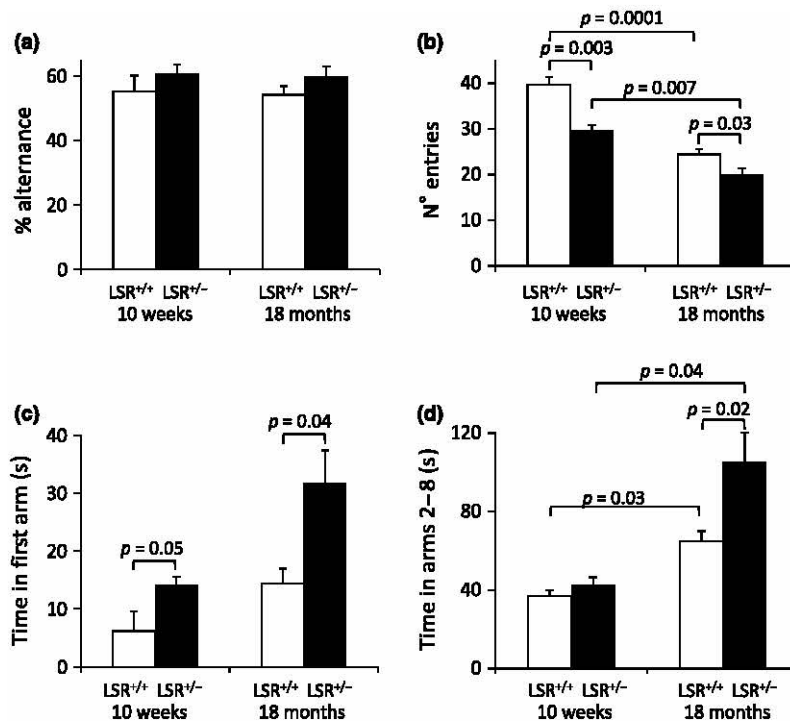 (a)
% alternance
60
40
20
0
LSR+/+ LSR+/− LSR+/+ LSR+/−
10 weeks 18 months
(b)
p = 0.0001
p = 0.003
p = 0.007
p = 0.03
N° entries
40
30
20
10
0
LSR+/+ LSR+/− LSR+/+ LSR+/−
10 weeks 18 months
(c)
p = 0.04
p = 0.05
Time in first arm (s)
40
30
20
10
0
LSR+/+ LSR+/− LSR+/+ LSR+/−
10 weeks 18 months
(d)
p = 0.04
p = 0.02
p = 0.03
Time in arms 2–8 (s)
120
80
40
0
LSR+/+ LSR+/− LSR+/+ LSR+/−
10 weeks 18 months